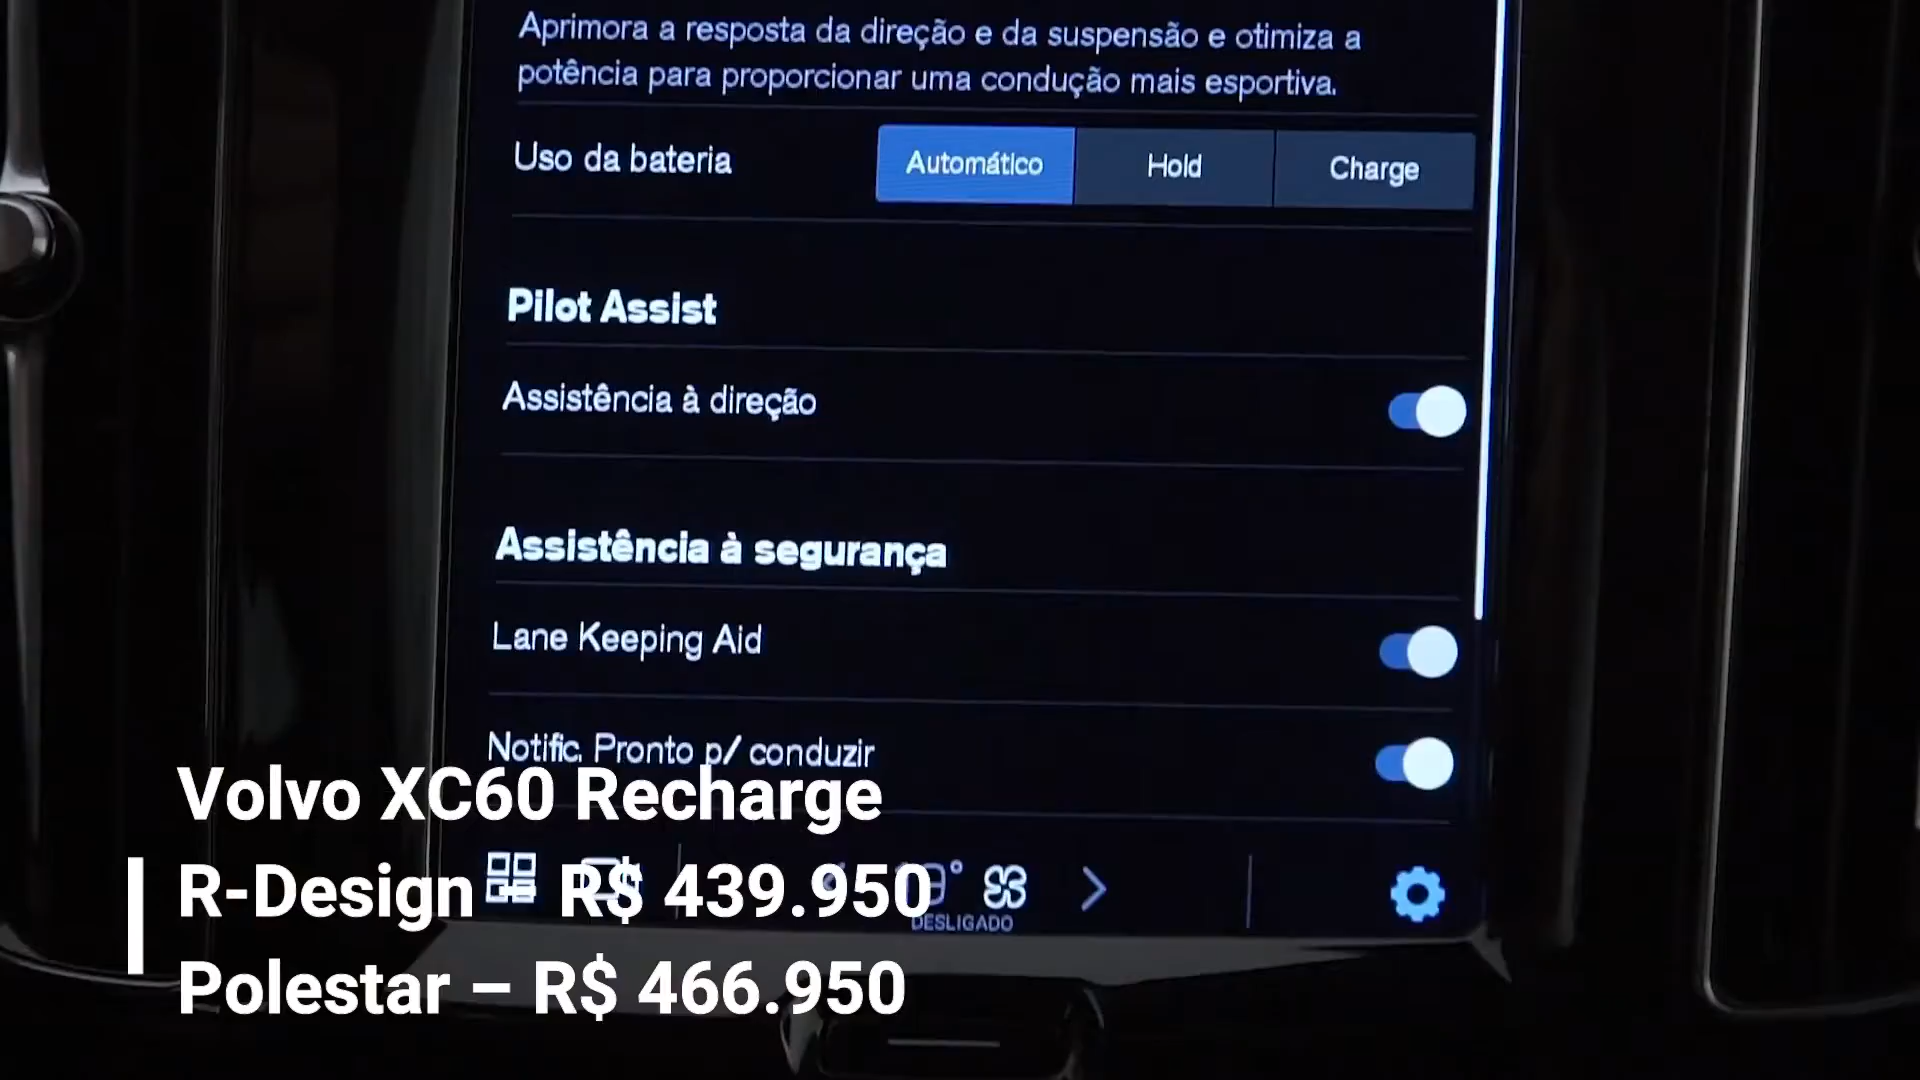 Aprimora a resposta da direção e da suspensão e otimiza a
potência para proporcionar uma condução mais esportiva.
Uso da bateria
Automático
Hold
Charge
Pilot Assist
Assistência à direção
Assistência à segurança
Lane Keeping Aid
Notific. Pronto p/ conduzir
Volvo XC60 Recharge
R-Design – R$ 439.950
DESLIGADO
Polestar – R$ 466.950